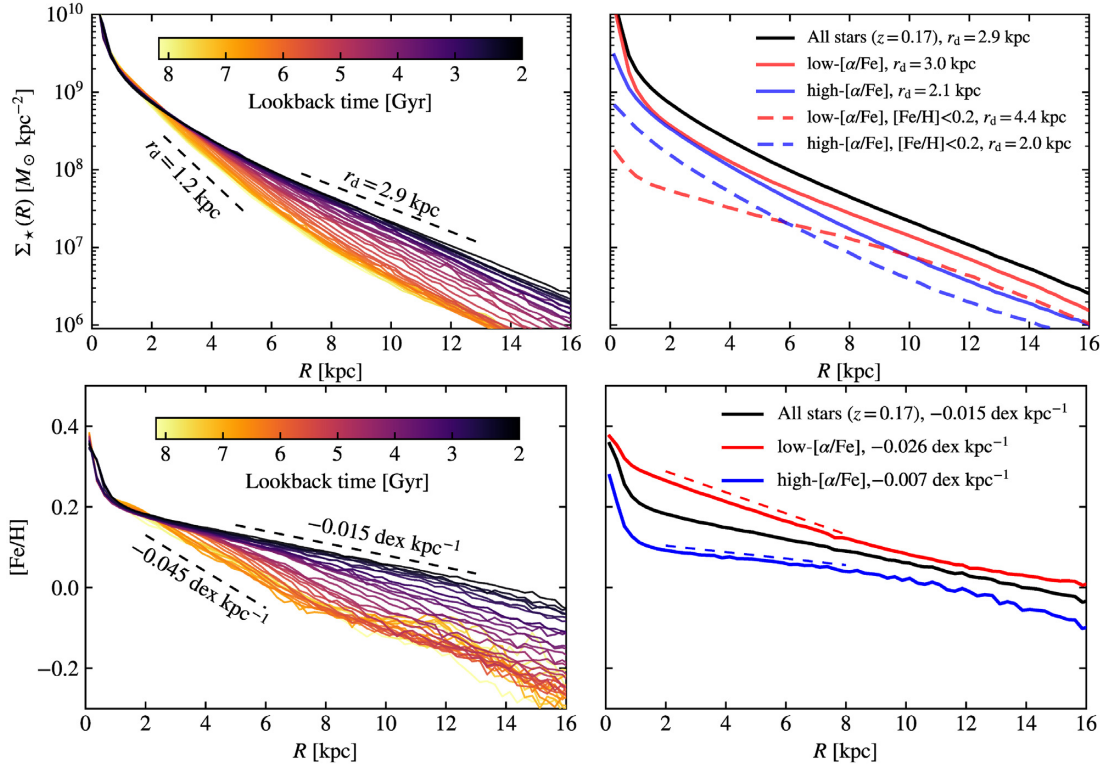 10^10
10^9
10^8
10^7
10^6
Σ⋆(R) [M⊙ kpc−2]
8 7 6 5 4 3 2
Lookback time [Gyr]
rd = 1.2 kpc
rd = 2.9 kpc
0 2 4 6 8 10 12 14 16
R [kpc]
All stars (z = 0.17), rd = 2.9 kpc
low-[α/Fe], rd = 3.0 kpc
high-[α/Fe], rd = 2.1 kpc
low-[α/Fe], [Fe/H]<0.2, rd = 4.4 kpc
high-[α/Fe], [Fe/H]<0.2, rd = 2.0 kpc
0 2 4 6 8 10 12 14 16
R [kpc]
0.4
0.2
0.0
−0.2
[Fe/H]
8 7 6 5 4 3 2
Lookback time [Gyr]
−0.015 dex kpc−1
−0.045 dex kpc−1
0 2 4 6 8 10 12 14 16
R [kpc]
All stars (z = 0.17), −0.015 dex kpc−1
low-[α/Fe], −0.026 dex kpc−1
high-[α/Fe],−0.007 dex kpc−1
0 2 4 6 8 10 12 14 16
R [kpc]